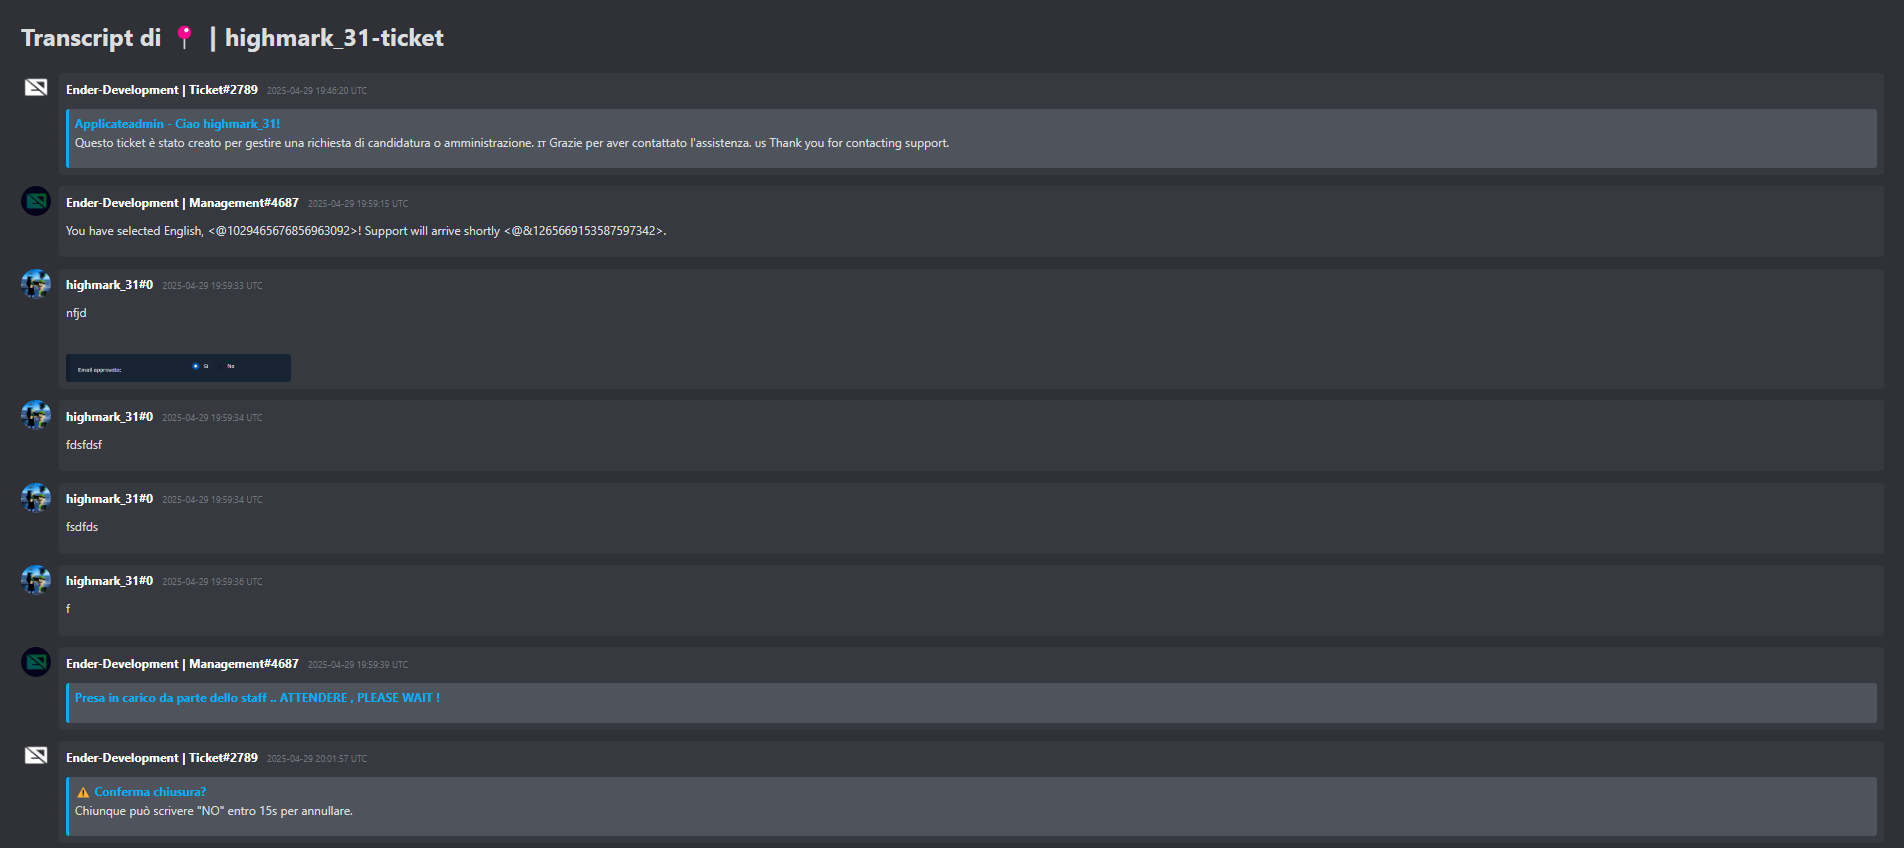 Transcript di 📍 | highmark_31-ticket
Ender-Development | Ticket#2789 2025-04-29 19:46:20 UTC
Applicateadmin - Ciao highmark_31!
Questo ticket è stato creato per gestire una richiesta di candidatura o amministrazione. IT Grazie per aver contattato l'assistenza. us Thank you for contacting support.
Ender-Development | Management#4687 2025-04-29 19:59:15 UTC
You have selected English, <@1029465676856963092>! Support will arrive shortly <@&1265669153587597342>.
highmark_31#0 2025-04-29 19:59:33 UTC
nfjd
Email approvato: Sì No
highmark_31#0 2025-04-29 19:59:34 UTC
fdsfdsf
highmark_31#0 2025-04-29 19:59:34 UTC
fsdfds
highmark_31#0 2025-04-29 19:59:36 UTC
f
Ender-Development | Management#4687 2025-04-29 19:59:39 UTC
Presa in carico da parte dello staff .. ATTENDERE , PLEASE WAIT !
Ender-Development | Ticket#2789 2025-04-29 20:01:57 UTC
⚠️ Conferma chiusura?
Chiunque può scrivere "NO" entro 15s per annullare.